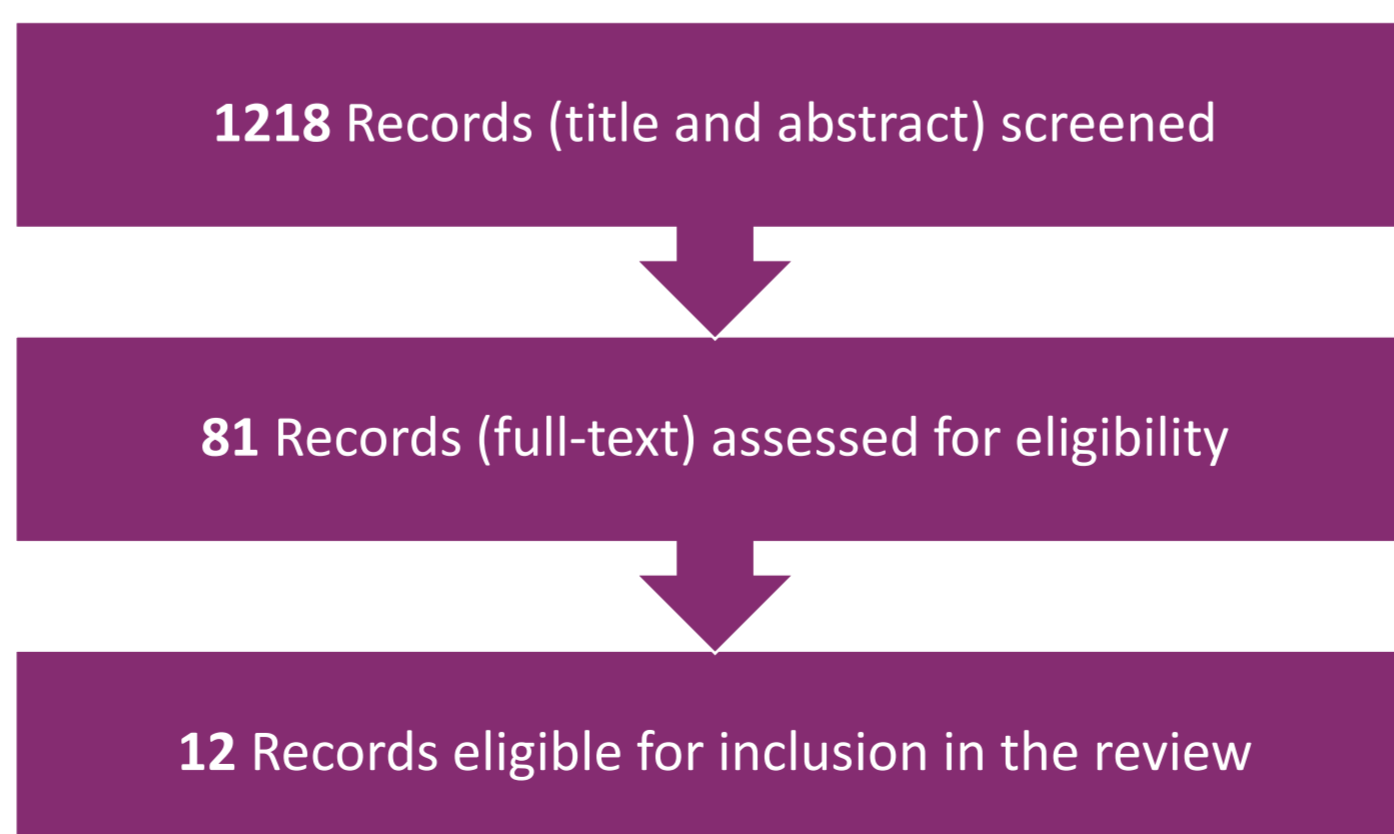 1218 Records (title and abstract) screened
81 Records (full-text) assessed for eligibility
12 Records eligible for inclusion in the review